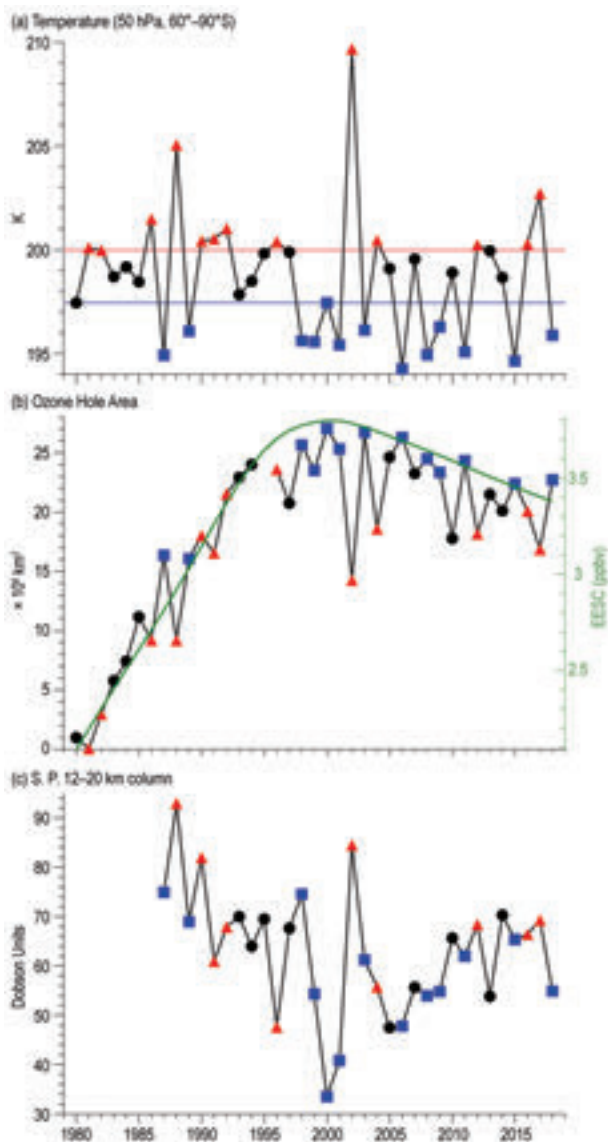 (a) Temperature (50 hPa, 60°–90°S)
210
205
200
195
K
(b) Ozone Hole Area
25
20
15
10
5
0
× 10⁶ km²
3.5
3
2.5
EESC (ppbv)
(c) S. P. 12–20 km column
90
80
70
60
50
40
30
Dobson Units
1980 1985 1990 1995 2000 2005 2010 2015